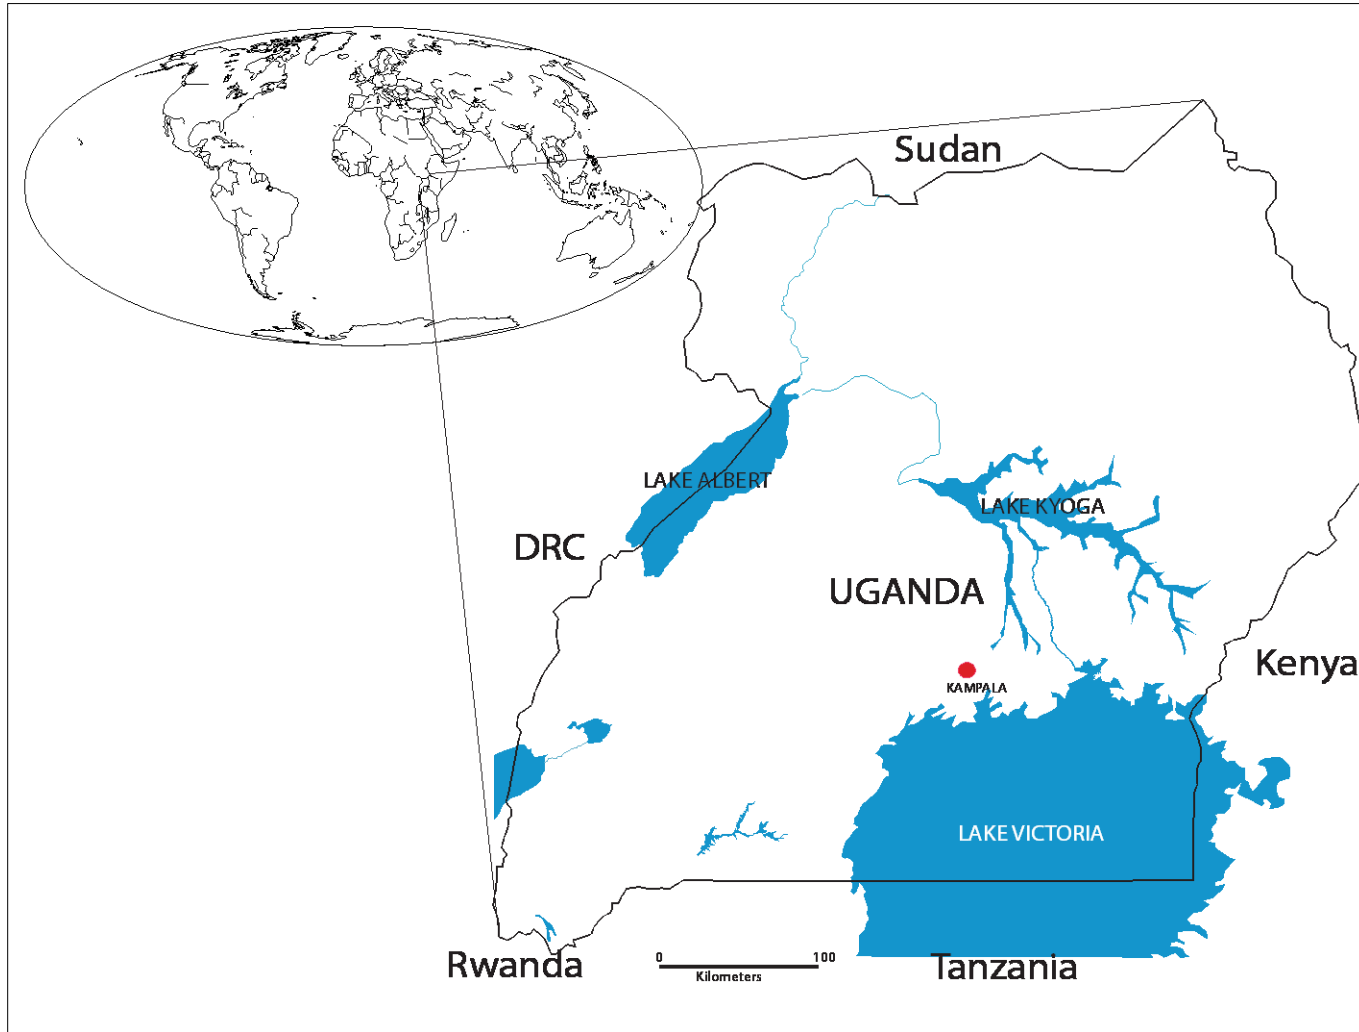 Sudan
LAKE ALBERT
LAKE KYOGA
DRC
UGANDA
Kenya
KAMPALA
LAKE VICTORIA
Rwanda
0 100
Kilometers
Tanzania